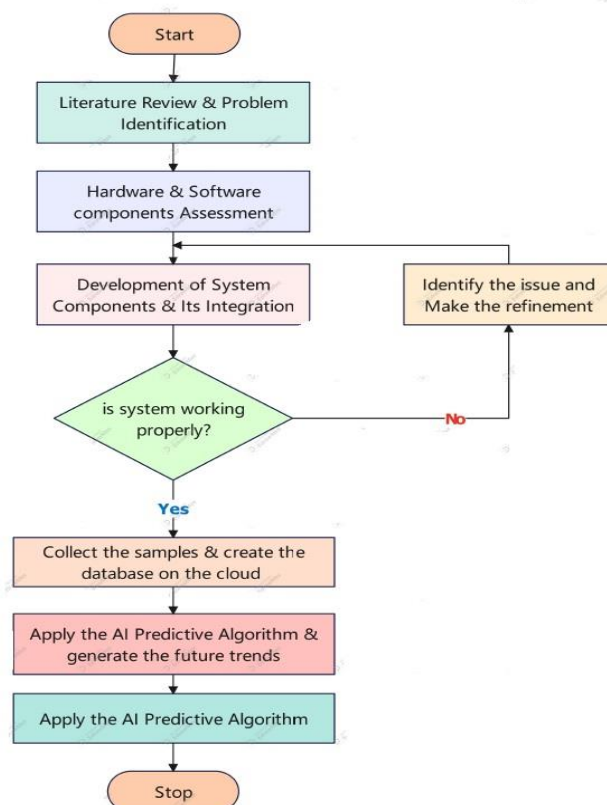 Start
Literature Review & Problem
Identification
Hardware & Software
components Assessment
Development of System
Components & Its Integration
Identify the issue and
Make the refinement
is system working
properly?
No
Yes
Collect the samples & create the
database on the cloud
Apply the AI Predictive Algorithm &
generate the future trends
Apply the AI Predictive Algorithm
Stop